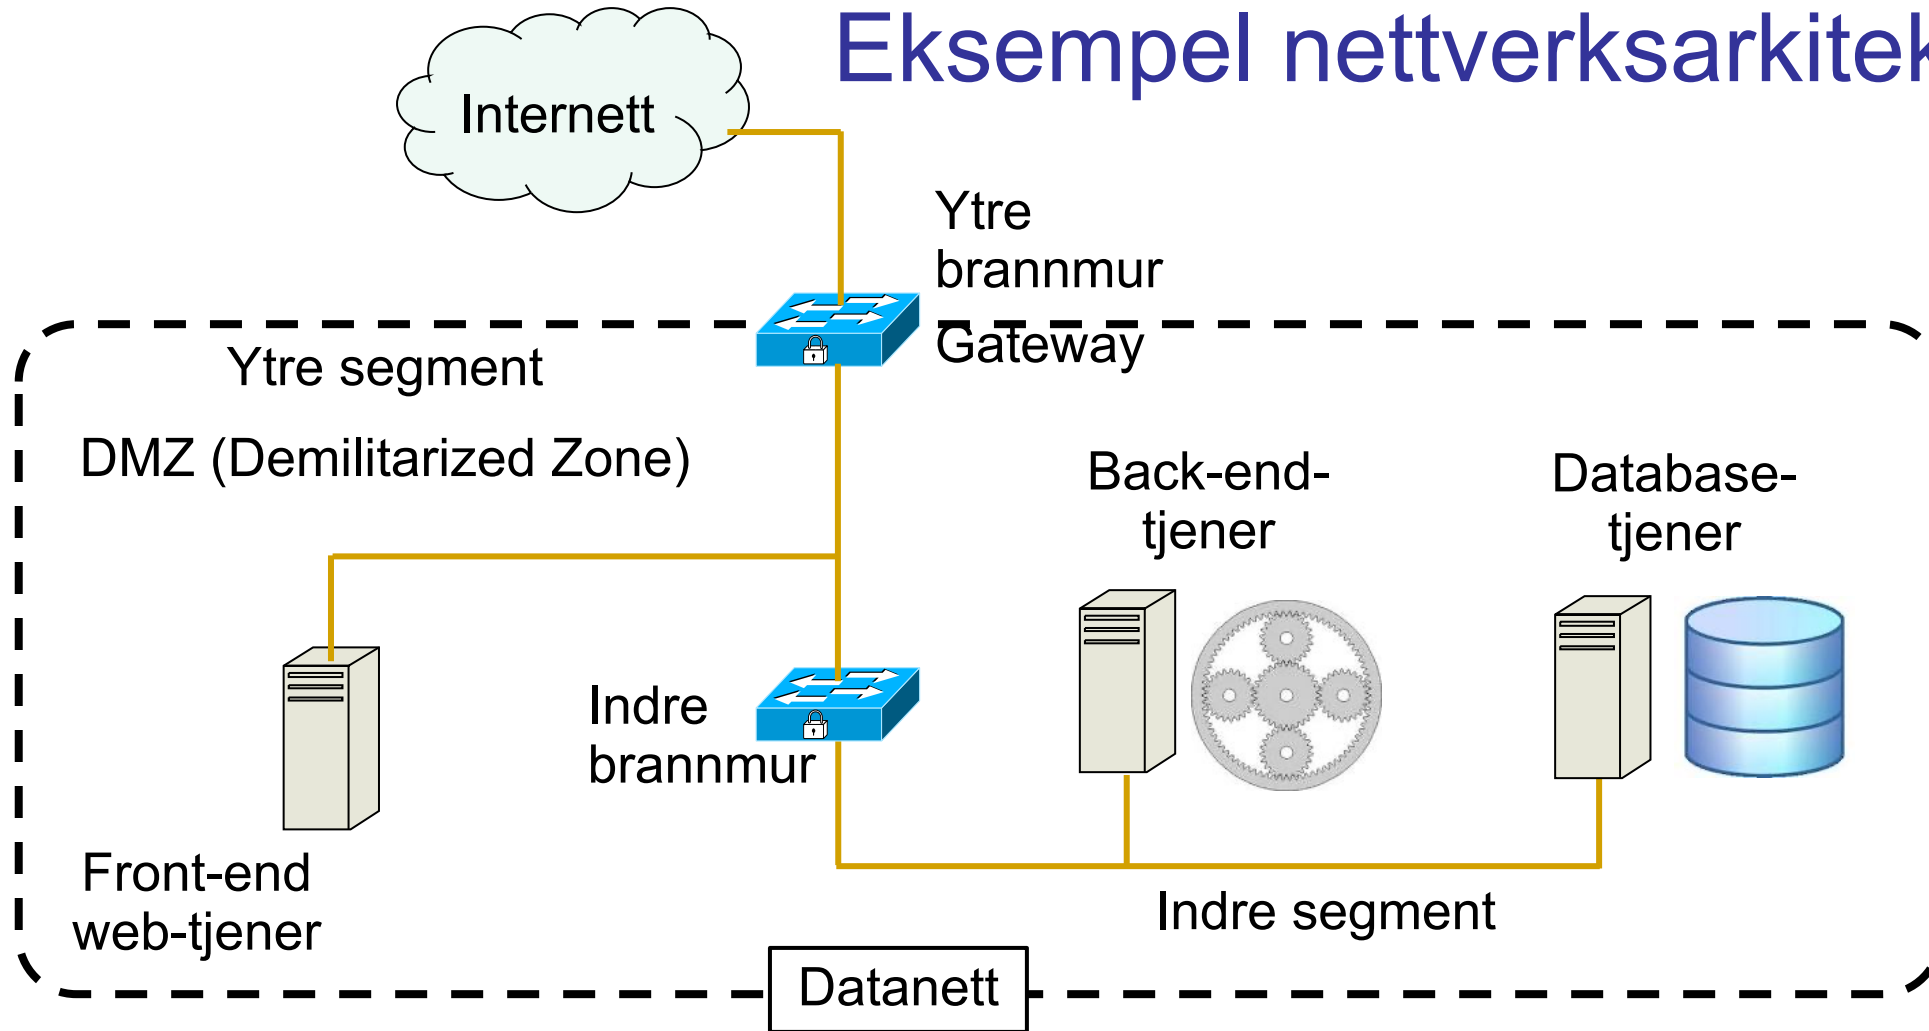 Eksempel nettverksarkitek
Internett
Ytre
brannmur
Gateway
Ytre segment
DMZ (Demilitarized Zone)
Back-end-
tjener
Database-
tjener
Indre
brannmur
Front-end
web-tjener
Indre segment
Datanett